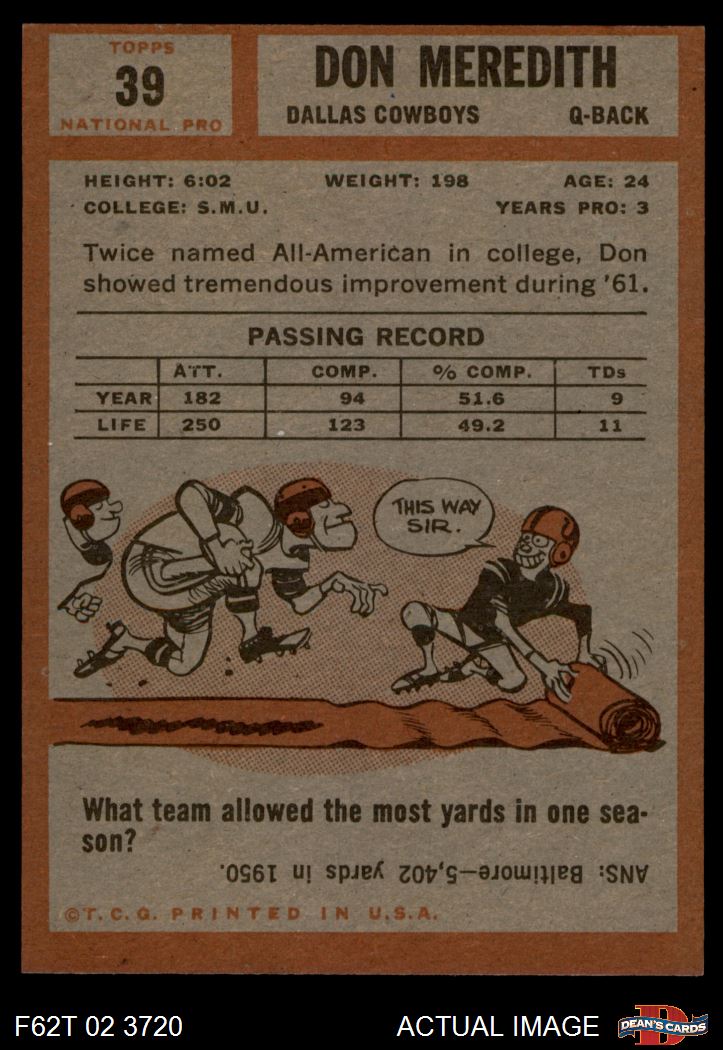 TOPPS
39
NATIONAL PRO
DON MEREDITH
DALLAS COWBOYS Q-BACK
HEIGHT: 6:02 WEIGHT: 198 AGE: 24
COLLEGE: S.M.U. YEARS PRO: 3
Twice named All-American in college, Don
showed tremendous improvement during '61.
PASSING RECORD
ATT. COMP. % COMP. TDs
YEAR 182 94 51.6 9
LIFE 250 123 49.2 11
THIS WAY
SIR.
What team allowed the most yards in one sea-
son?
ANS: Baltimore—5,402 yards in 1950.
©T.C.G. PRINTED IN U.S.A.
F62T 02 3720 ACTUAL IMAGE
DEAN'S CARDS